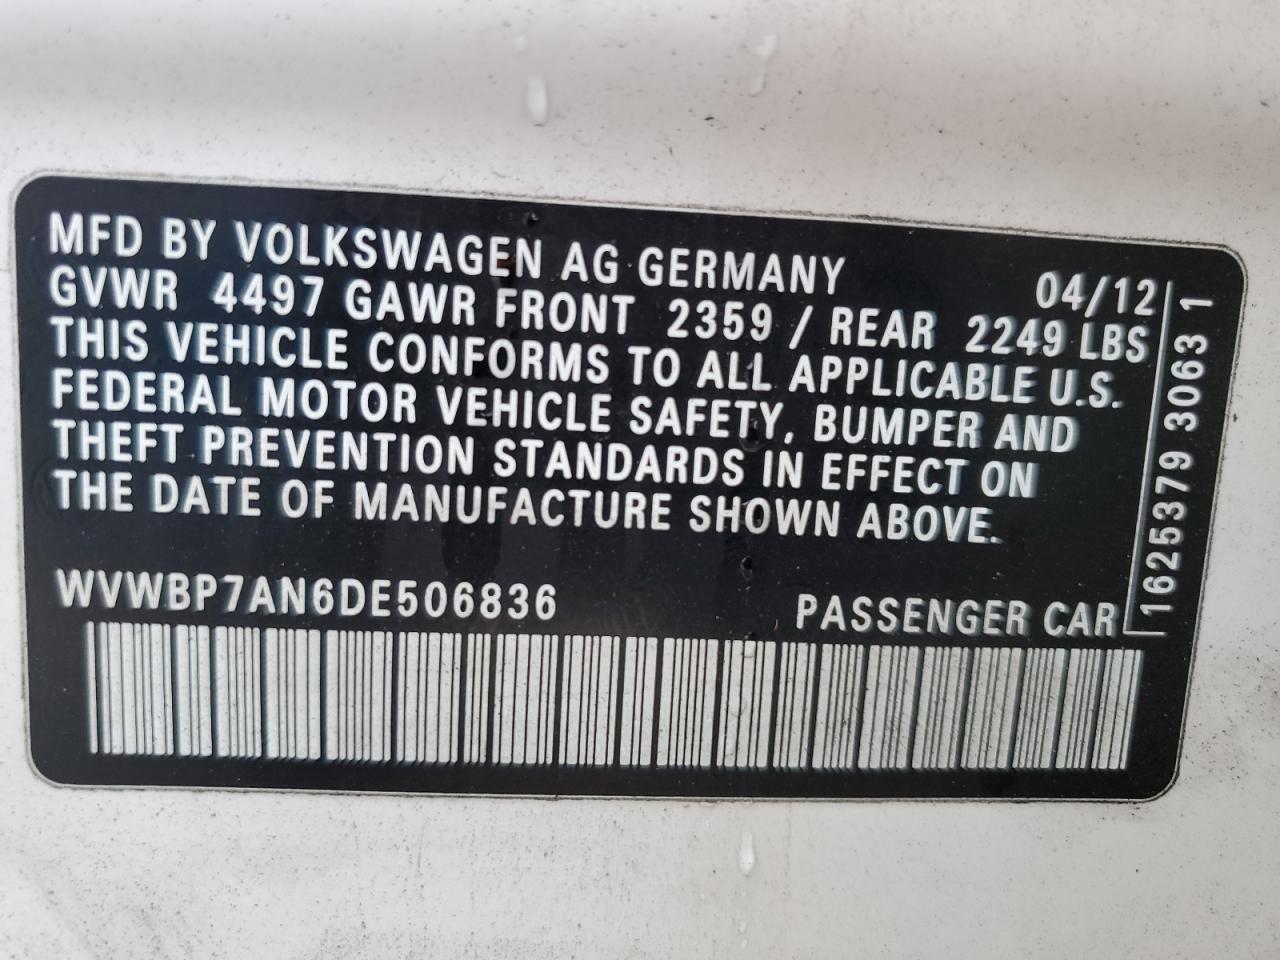 MFD BY VOLKSWAGEN AG GERMANY 04/12
GVWR 4497 GAWR FRONT 2359 / REAR 2249 LBS
THIS VEHICLE CONFORMS TO ALL APPLICABLE U.S.
FEDERAL MOTOR VEHICLE SAFETY, BUMPER AND
THEFT PREVENTION STANDARDS IN EFFECT ON
THE DATE OF MANUFACTURE SHOWN ABOVE.
WVWBP7AN6DE506836 PASSENGER CAR
1625379 3063 1